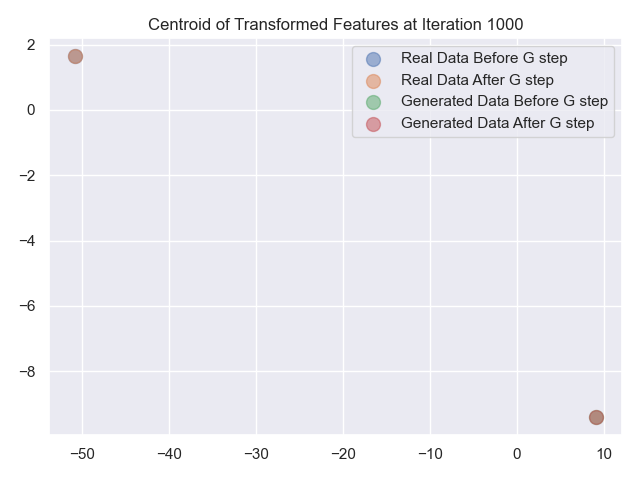 Centroid of Transformed Features at Iteration 1000
2
0
−2
−4
−6
−8
−50
−40
−30
−20
−10
0
10
Real Data Before G step
Real Data After G step
Generated Data Before G step
Generated Data After G step